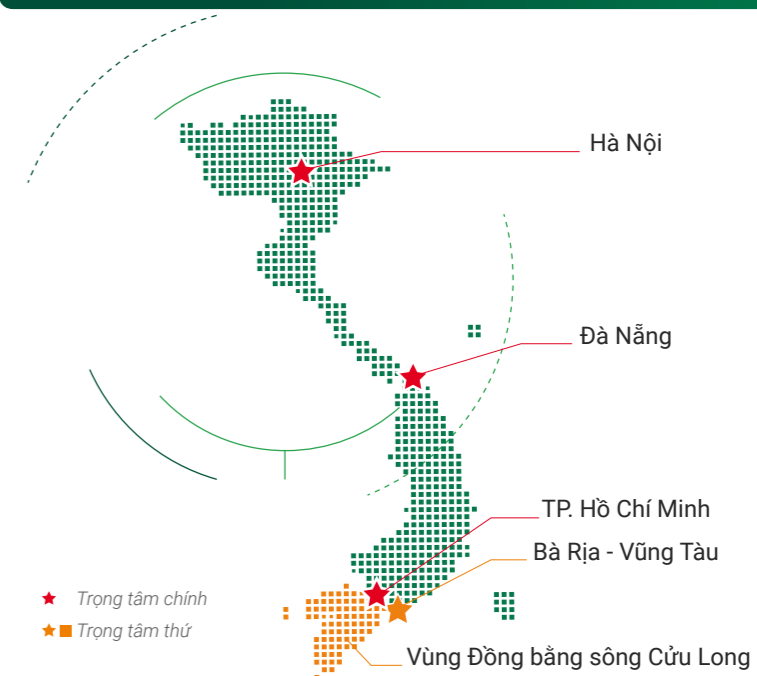 Hà Nội
Đà Nẵng
TP. Hồ Chí Minh
Bà Rịa - Vũng Tàu
Trọng tâm chính
Trọng tâm thứ
Vùng Đồng bằng sông Cửu Long